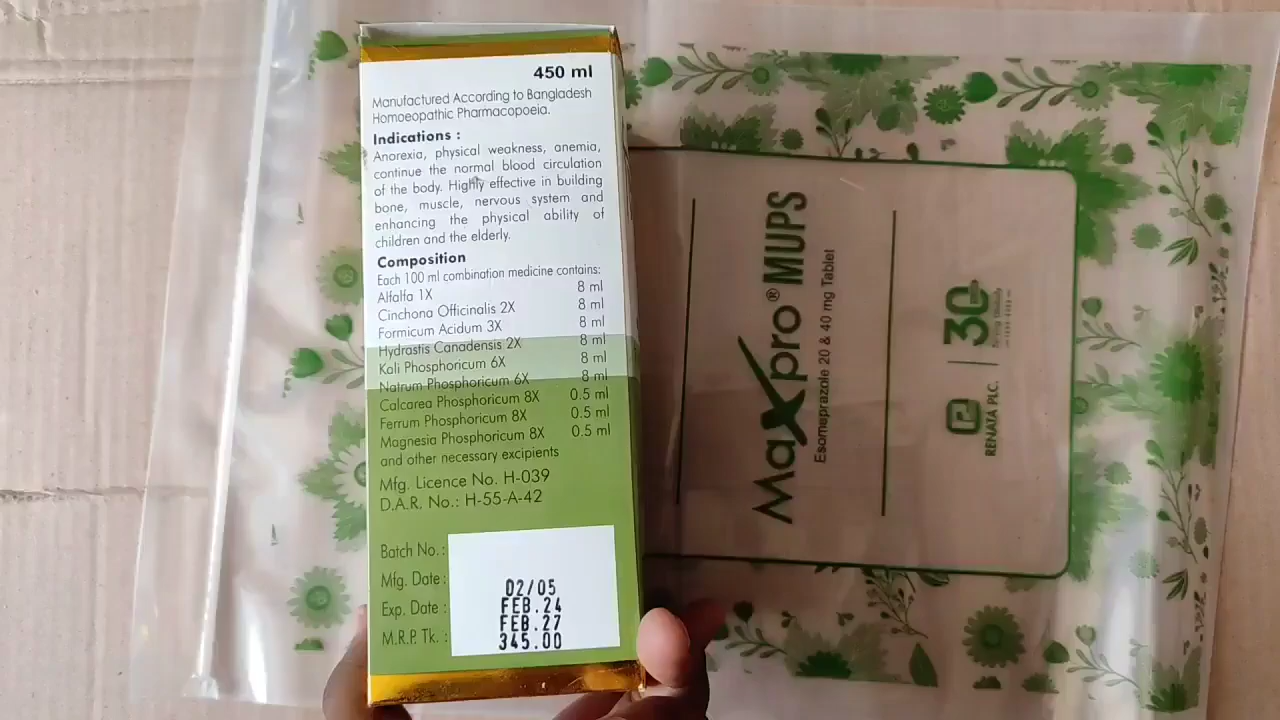 450 ml
Manufactured According to Bangladesh
Homoeopathic Pharmacopoeia.
Indications :
Anorexia, physical weakness, anemia,
continue the normal blood circulation
of the body. Highly effective in building
bone, muscle, nervous system and
enhancing the physical ability of
children and the elderly.
Composition
Each 100 ml combination medicine contains:
Alfalfa 1X 8 ml
Cinchona Officinalis 2X 8 ml
Formicum Acidum 3X 8 ml
Hydrastis Canadensis 2X 8 ml
Kali Phosphoricum 6X 8 ml
Natrum Phosphoricum 6X 8 ml
Calcarea Phosphoricum 8X 0.5 ml
Ferrum Phosphoricum 8X 0.5 ml
Magnesia Phosphoricum 8X 0.5 ml
and other necessary excipients
Mfg. Licence No. H-039
D.A.R. No.: H-55-A-42
Batch No. : 02/05
Mfg. Date : FEB.24
Exp. Date : FEB.27
M.R.P. Tk. : 345.00
Maxpro® MUPS
Esomeprazole 20 & 40 mg Tablet
RENATA PLC.
30